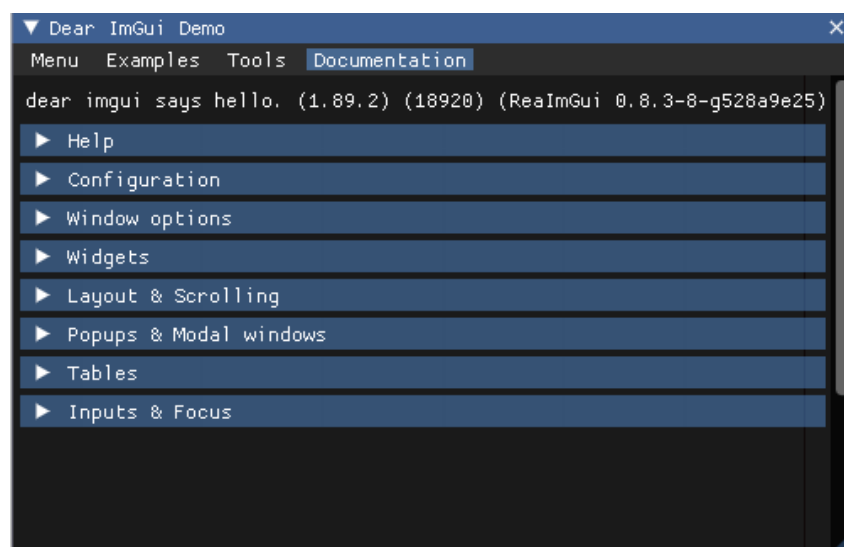 Dear ImGui Demo
Menu Examples Tools Documentation
dear imgui says hello. (1.89.2) (18920) (ReaImGui 0.8.3-8-g528a9e25)
Help
Configuration
Window options
Widgets
Layout & Scrolling
Popups & Modal windows
Tables
Inputs & Focus